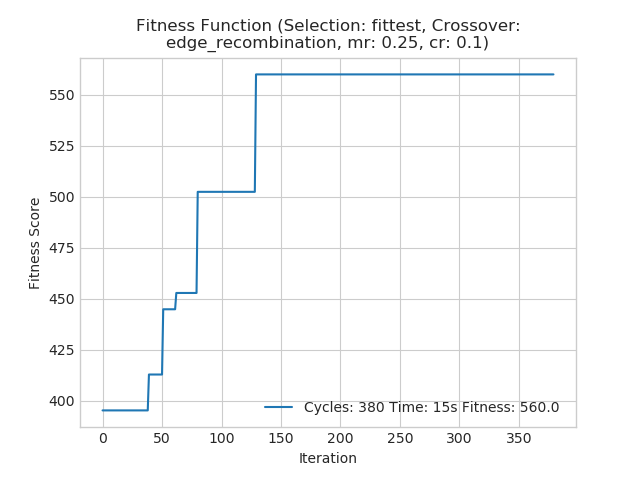 Fitness Function (Selection: fittest, Crossover:
edge_recombination, mr: 0.25, cr: 0.1)
Fitness Score
550
525
500
475
450
425
400
Cycles: 380 Time: 15s Fitness: 560.0
0 50 100 150 200 250 300 350
Iteration